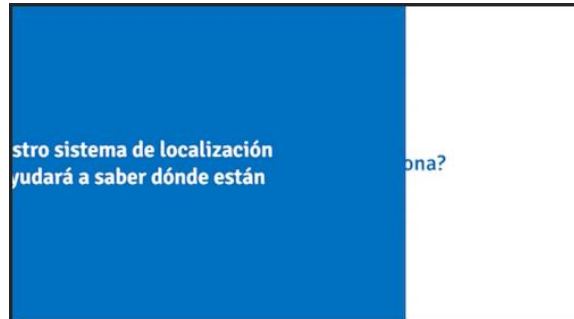 stro sistema de localización
yudará a saber dónde están
ona?